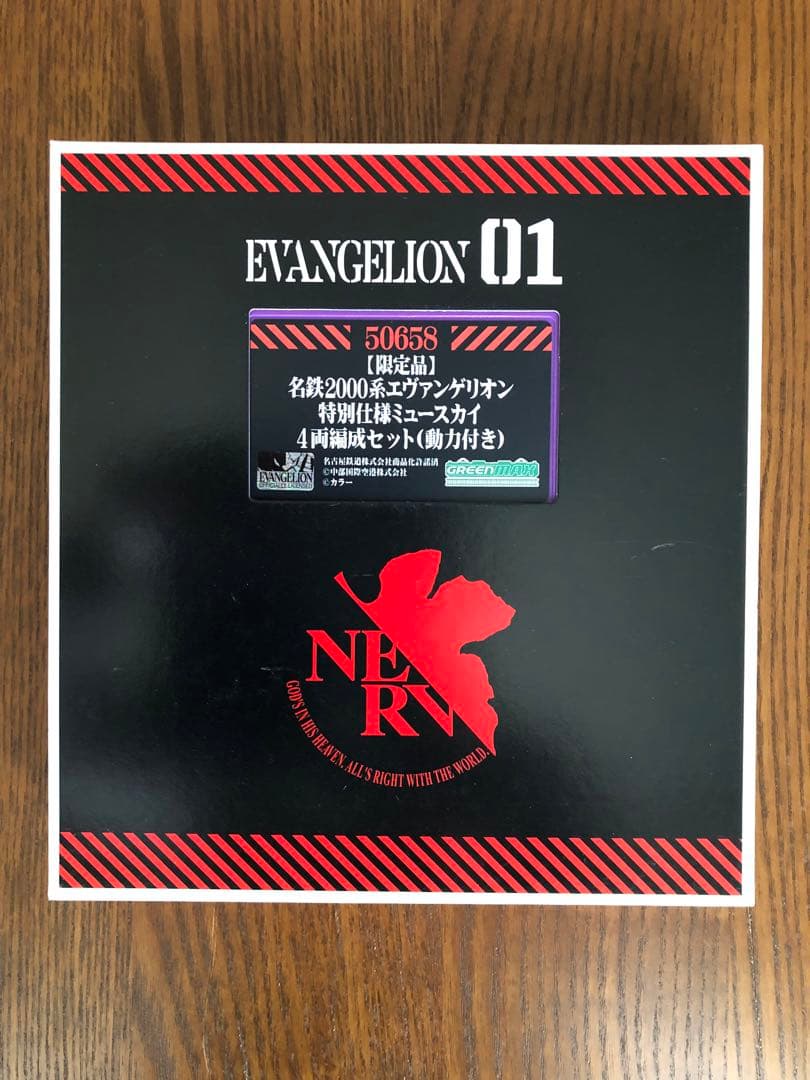 EVANGELION 01
50658
【限定品】
名鉄2000系エヴァンゲリオン
特別仕様ミュースカイ
4両編成セット(動力付き)
名古屋鉄道株式会社商品化許諾済
©中部国際空港株式会社
©カラー
EVANGELION
OFFICIALLY LICENSED
GREENMAX
NERV
GOD'S IN HIS HEAVEN. ALL'S RIGHT WITH THE WORLD.